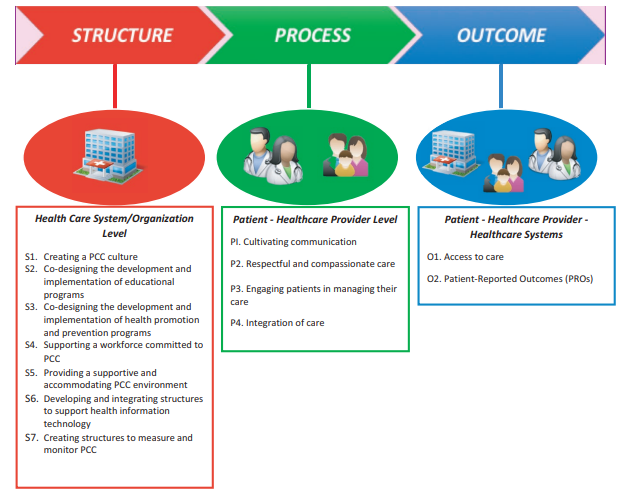 STRUCTURE
PROCESS
OUTCOME
Health Care System/Organization
Level
S1. Creating a PCC culture
S2. Co-designing the development and
implementation of educational
programs
S3. Co-designing the development and
implementation of health promotion
and prevention programs
S4. Supporting a workforce committed to
PCC
S5. Providing a supportive and
accommodating PCC environment
S6. Developing and integrating structures
to support health information
technology
S7. Creating structures to measure and
monitor PCC
Patient - Healthcare Provider Level
PI. Cultivating communication
P2. Respectful and compassionate care
P3. Engaging patients in managing their
care
P4. Integration of care
Patient - Healthcare Provider -
Healthcare Systems
O1. Access to care
O2. Patient-Reported Outcomes (PROs)